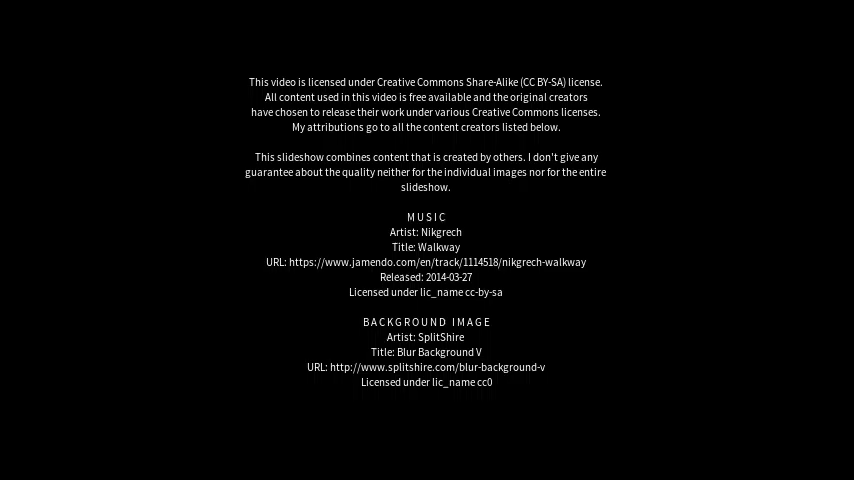 This video is licensed under Creative Commons Share-Alike (CC BY-SA) license.
All content used in this video is free available and the original creators
have chosen to release their work under various Creative Commons licenses.
My attributions go to all the content creators listed below.
This slideshow combines content that is created by others. I don't give any
guarantee about the quality neither for the individual images nor for the entire
slideshow.
MUSIC
Artist: Nikgrech
Title: Walkway
URL: https://www.jamendo.com/en/track/1114518/nikgrech-walkway
Released: 2014-03-27
Licensed under lic_name cc-by-sa
BACKGROUND IMAGE
Artist: SplitShire
Title: Blur Background V
URL: http://www.splitshire.com/blur-background-v
Licensed under lic_name cc0